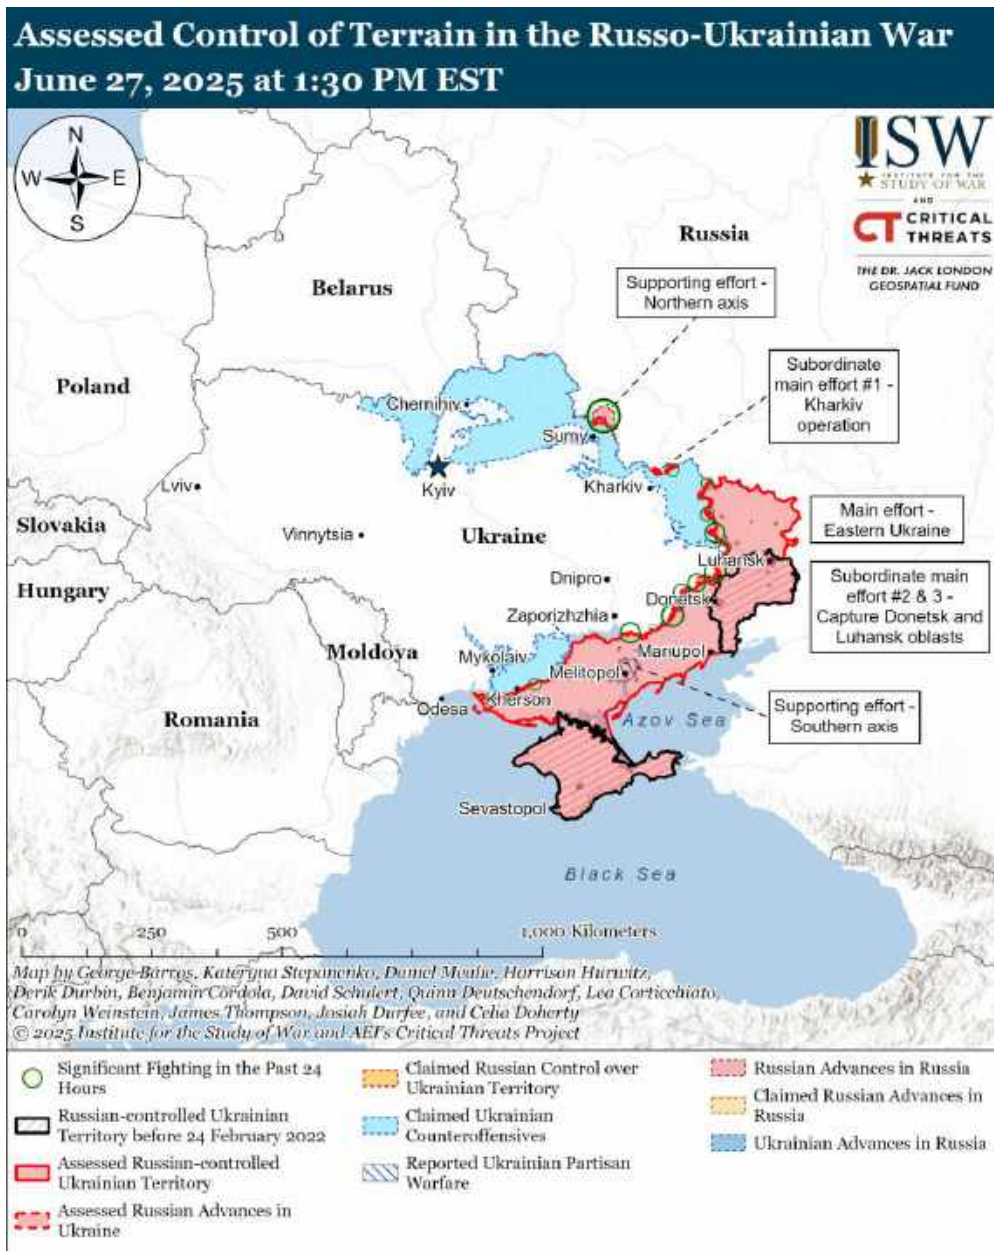 Assessed Control of Terrain in the Russo-Ukrainian War
June 27, 2025 at 1:30 PM EST
N
W
E
S
ISW
INSTITUTE FOR THE
STUDY OF WAR
AND
CT CRITICAL
THREATS
THE DR. JACK LONDON
GEOSPATIAL FUND
Russia
Belarus
Supporting effort -
Northern axis
Subordinate
main effort #1 -
Kharkiv
operation
Poland
Chernihiv
Sumy
Lviv
Kyiv
Kharkiv
Slovakia
Vinnytsia
Ukraine
Main effort -
Eastern Ukraine
Luhansk
Hungary
Dnipro
Donetsk
Subordinate main
effort #2 & 3 -
Capture Donetsk and
Luhansk oblasts
Zaporizhzhia
Moldova
Mykolaiv
Mariupol
Melitopol
Kherson
Odesa
Romania
Azov Sea
Supporting effort -
Southern axis
Sevastopol
Black Sea
0 250 500 1,000 Kilometers
Map by George Barros, Kateryna Stepanenko, Daniel Mealie, Harrison Hurwitz,
Derik Durbin, Benjamin Cordola, David Schulert, Quinn Deutschendorf, Lea Corticchiato,
Carolyn Weinstein, James Thompson, Josiah Durfee, and Celia Doherty
© 2025 Institute for the Study of War and AEI's Critical Threats Project
Significant Fighting in the Past 24
Hours
Russian-controlled Ukrainian
Territory before 24 February 2022
Assessed Russian-controlled
Ukrainian Territory
Assessed Russian Advances in
Ukraine
Claimed Russian Control over
Ukrainian Territory
Claimed Ukrainian
Counteroffensives
Reported Ukrainian Partisan
Warfare
Russian Advances in Russia
Claimed Russian Advances in
Russia
Ukrainian Advances in Russia